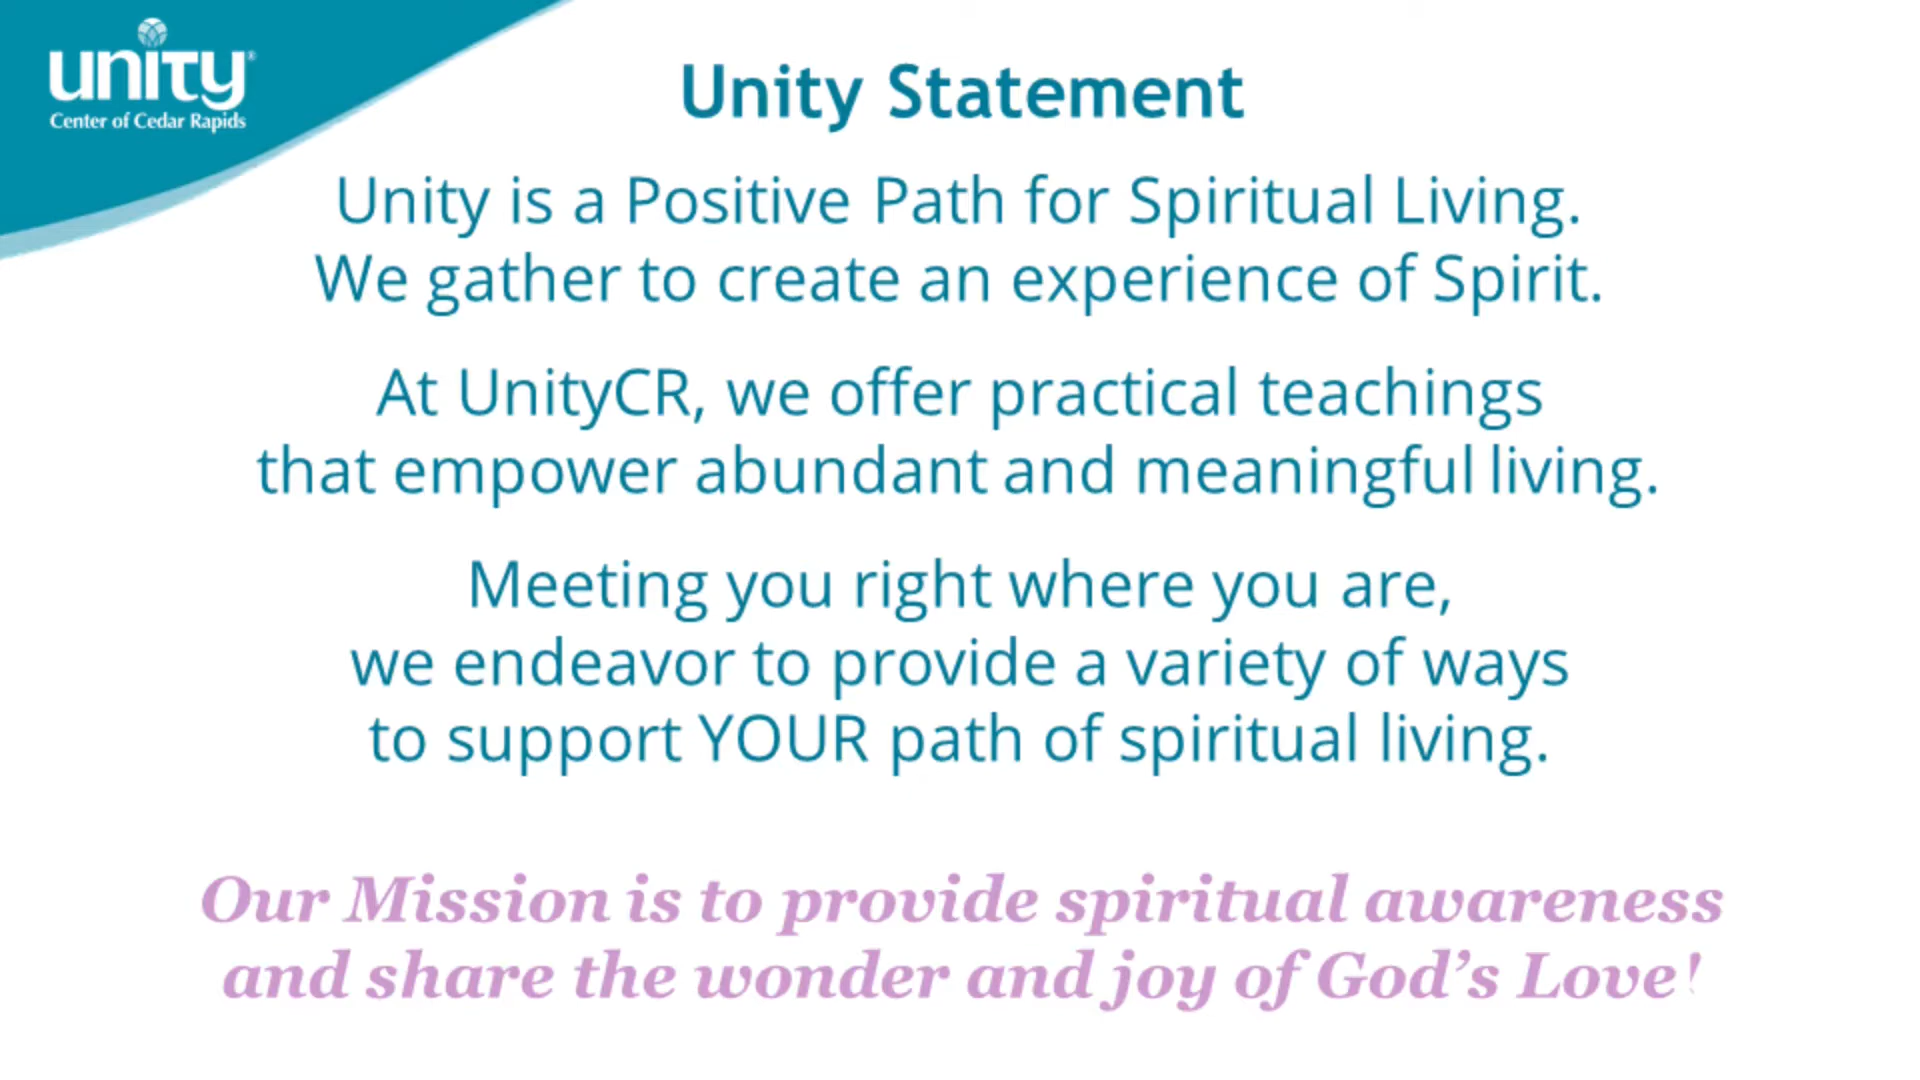 unity®
Center of Cedar Rapids
Unity Statement
Unity is a Positive Path for Spiritual Living.
We gather to create an experience of Spirit.
At UnityCR, we offer practical teachings
that empower abundant and meaningful living.
Meeting you right where you are,
we endeavor to provide a variety of ways
to support YOUR path of spiritual living.
Our Mission is to provide spiritual awareness
and share the wonder and joy of God’s Love!